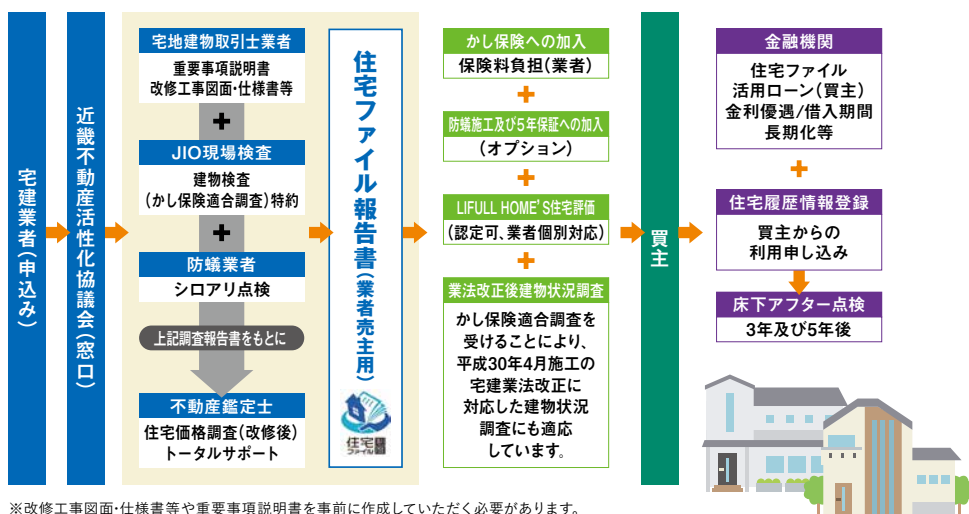 宅建業者(申込み)
近畿不動産活性化協議会(窓口)
宅地建物取引士業者
重要事項説明書
改修工事図面・仕様書等
+
JIO現場検査
建物検査
(かし保険適合調査)特約
+
防蟻業者
シロアリ点検
上記調査報告書をもとに
不動産鑑定士
住宅価格調査(改修後)
トータルサポート
住宅ファイル報告書(業者売主用)
住宅
ファイル
かし保険への加入
保険料負担(業者)
+
防蟻施工及び5年保証への加入
(オプション)
+
LIFULL HOME'S住宅評価
(認定可、業者個別対応)
+
業法改正後建物状況調査
かし保険適合調査を
受けることにより、
平成30年4月施工の
宅建業法改正に
対応した建物状況
調査にも適応
しています。
買主
金融機関
住宅ファイル
活用ローン(買主)
金利優遇/借入期間
長期化等
+
住宅履歴情報登録
買主からの
利用申し込み
床下アフター点検
3年及び5年後
※改修工事図面・仕様書等や重要事項説明書を事前に作成していただく必要があります。